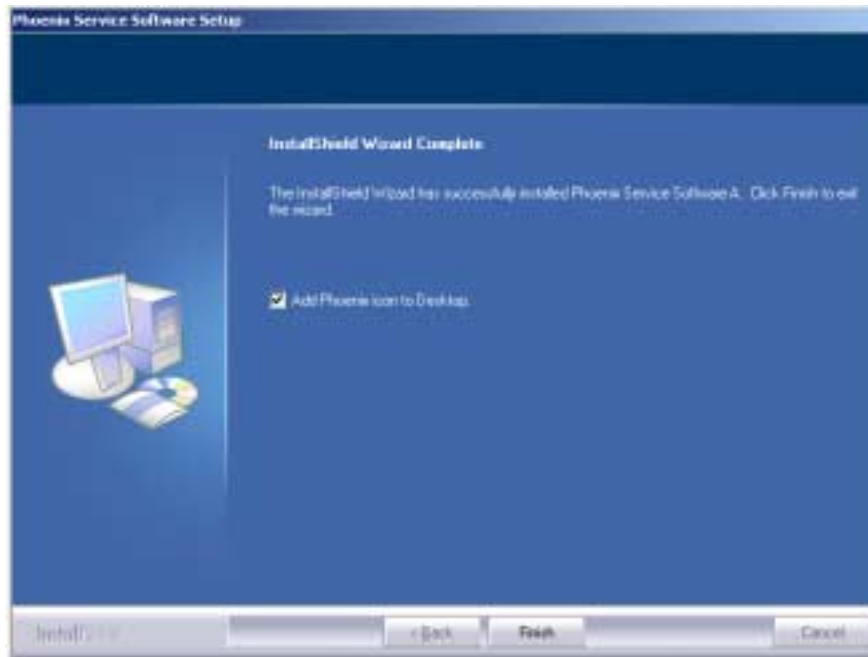 Phoenix Service Software Setup
InstallShield Wizard Complete
The InstallShield Wizard has successfully installed Phoenix Service Software A. Click Finish to exit
the wizard.
Add Phoenix icon to Desktop.
< Back
Finish
Cancel